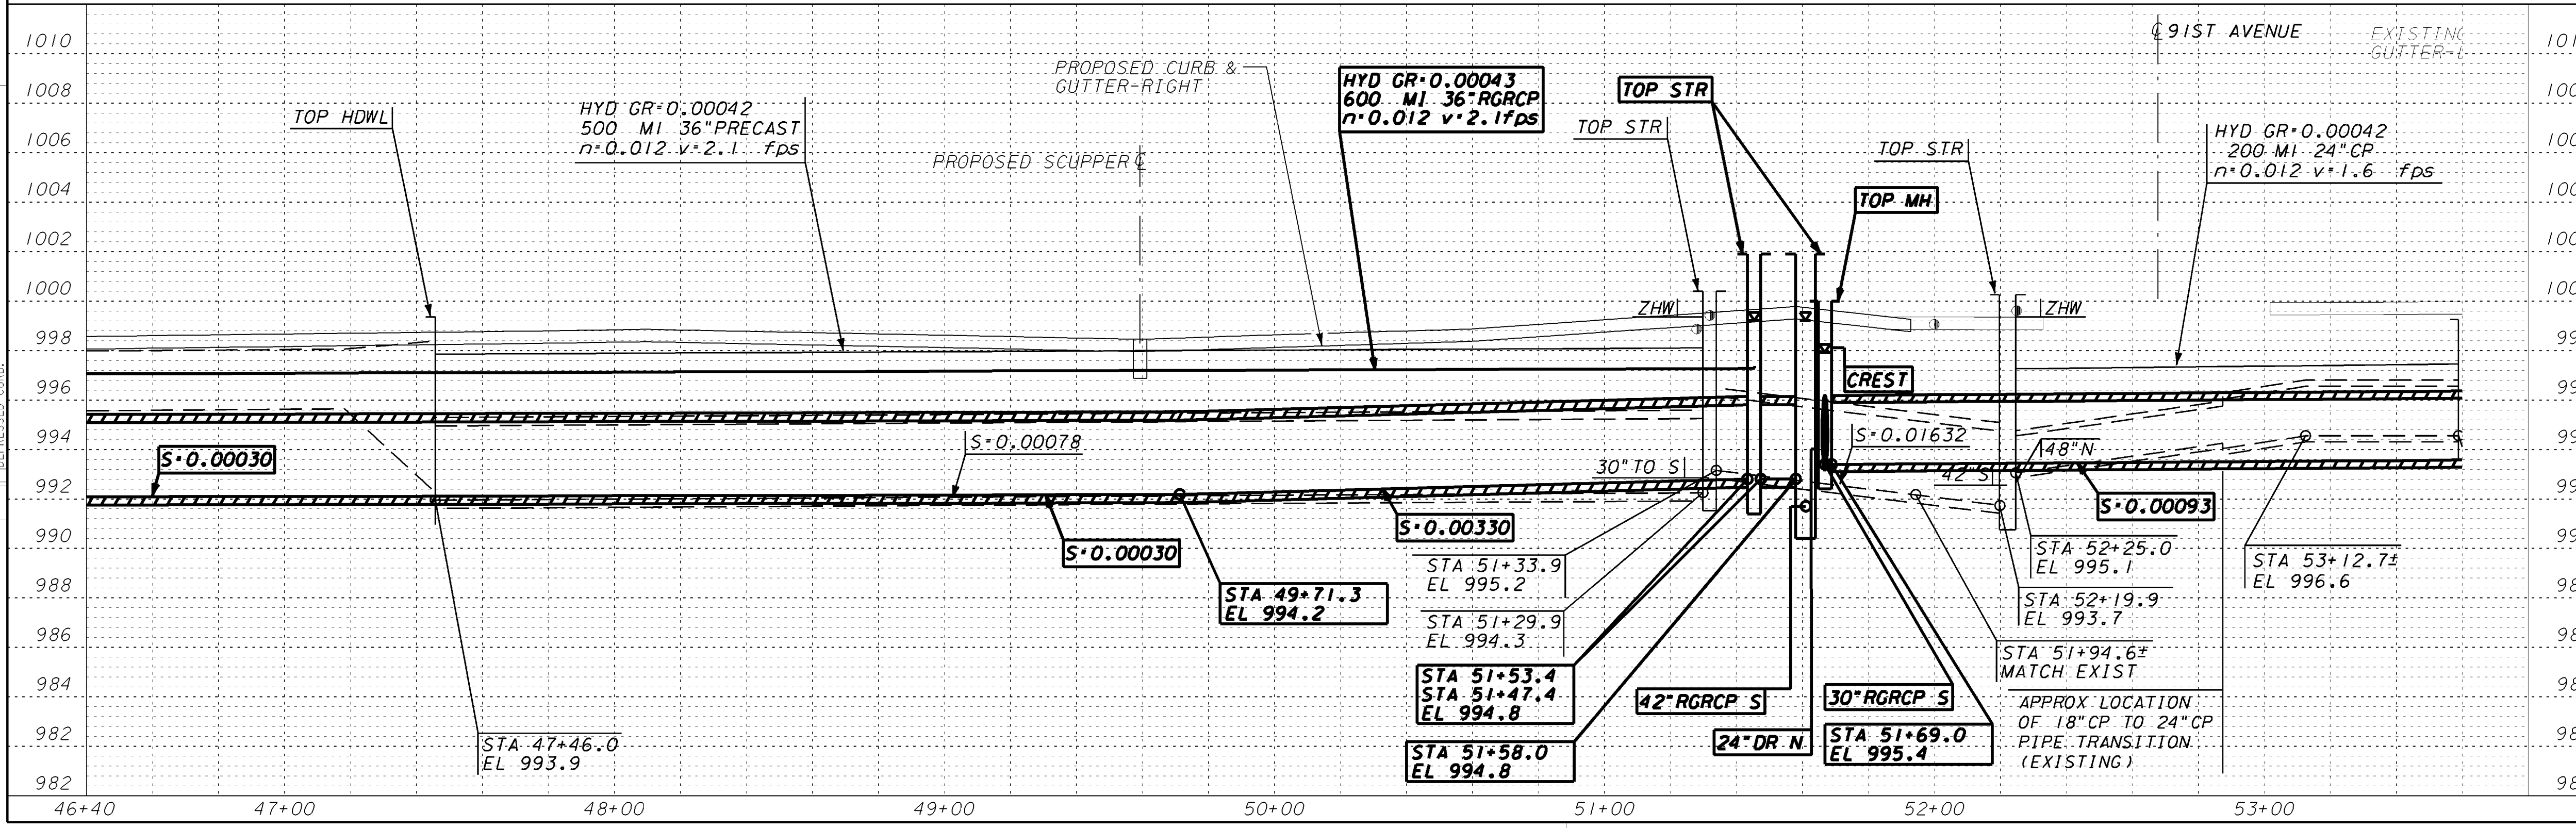 1010
1008
1006
1004
1002
1000
998
996
994
992
990
988
986
984
982
982
TOP HDWL
HYD GR=0.00042
500 MI 36"PRECAST
n=0.012 v=2.1 fps
PROPOSED SCUPPER ℄
PROPOSED CURB &
GUTTER-RIGHT
HYD GR=0.00043
600 MI 36"RGRCP
n=0.012 v=2.1fps
TOP STR
TOP STR
TOP STR
TOP MH
℄ 91ST AVENUE
EXISTING
GUTTER-L
HYD GR=0.00042
200 MI 24"CP
n=0.012 v=1.6 fps
ZHW
ZHW
CREST
S=0.00030
S=0.00078
S=0.01632
30"TO S
48"N
42"S
S=0.00093
S=0.00030
S=0.00330
STA 49+71.3
EL 994.2
STA 51+33.9
EL 995.2
STA 51+29.9
EL 994.3
STA 51+53.4
STA 51+47.4
EL 994.8
STA 51+58.0
EL 994.8
42"RGRCP S
24"DR N
30"RGRCP S
STA 51+69.0
EL 995.4
STA 52+25.0
EL 995.1
STA 52+19.9
EL 993.7
STA 51+94.6±
MATCH EXIST
APPROX LOCATION
OF 18"CP TO 24"CP
PIPE TRANSITION
(EXISTING)
STA 53+12.7±
EL 996.6
STA 47+46.0
EL 993.9
46+40
47+00
48+00
49+00
50+00
51+00
52+00
53+00